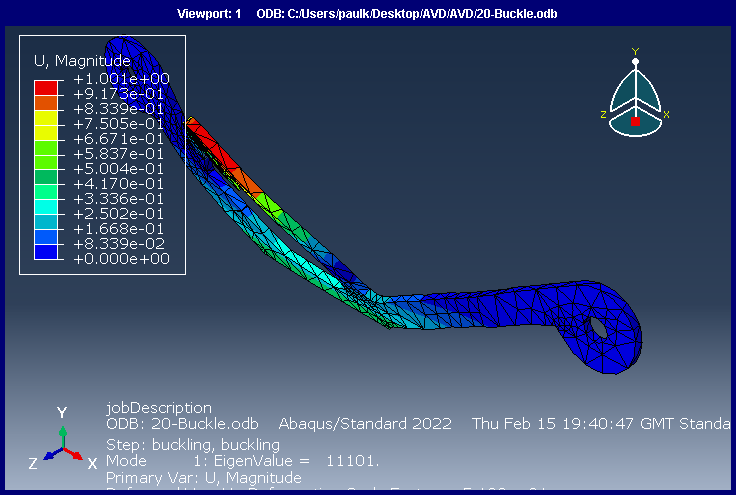 Viewport: 1 ODB: C:/Users/paulk/Desktop/AVD/AVD/20-Buckle.odb
U, Magnitude
+1.001e+00
+9.173e-01
+8.339e-01
+7.505e-01
+6.671e-01
+5.837e-01
+5.004e-01
+4.170e-01
+3.336e-01
+2.502e-01
+1.668e-01
+8.339e-02
+0.000e+00
Y
Z
X
Y
Z
X
jobDescription
ODB: 20-Buckle.odb Abaqus/Standard 2022 Thu Feb 15 19:40:47 GMT Standa
Step: buckling, buckling
Mode 1: EigenValue = 11101.
Primary Var: U, Magnitude